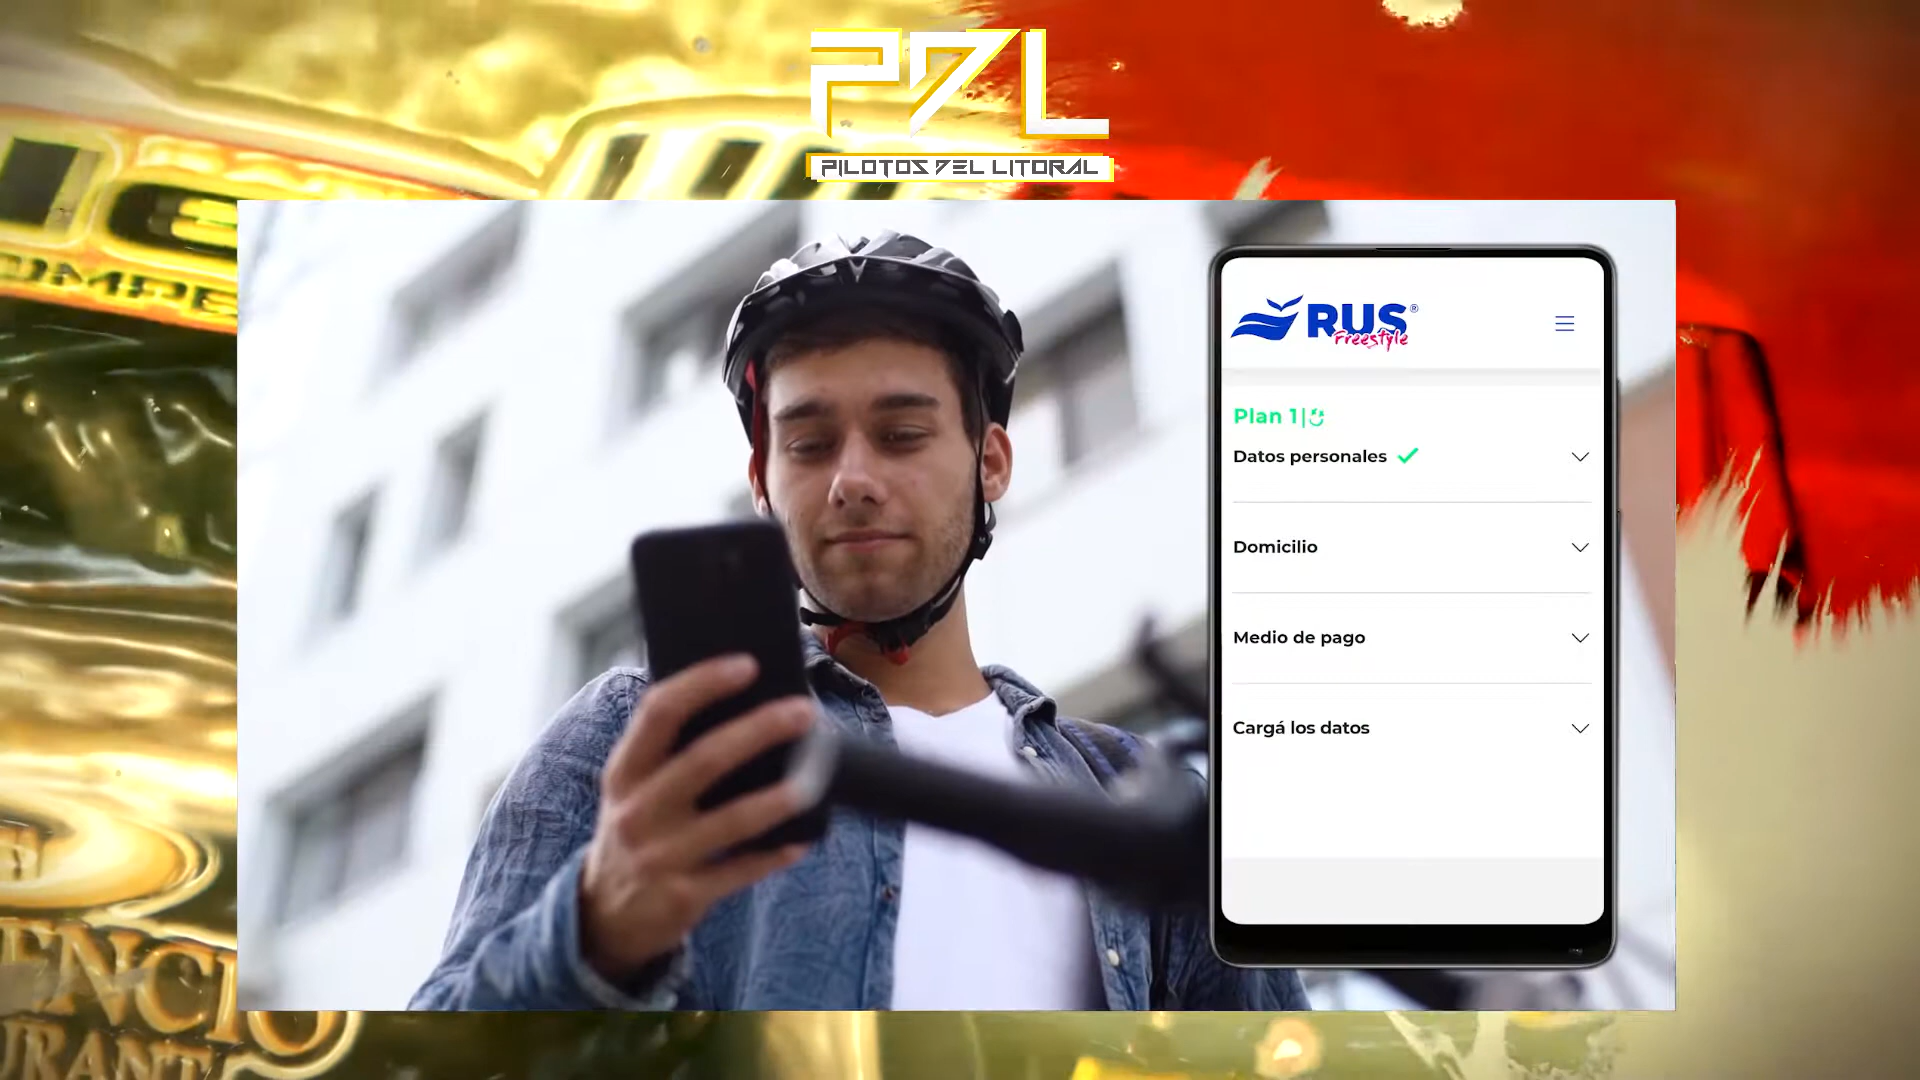 PDL
PILOTOS DEL LITORAL
RUS®
Freestyle
Plan 1|
Datos personales
Domicilio
Medio de pago
Cargá los datos